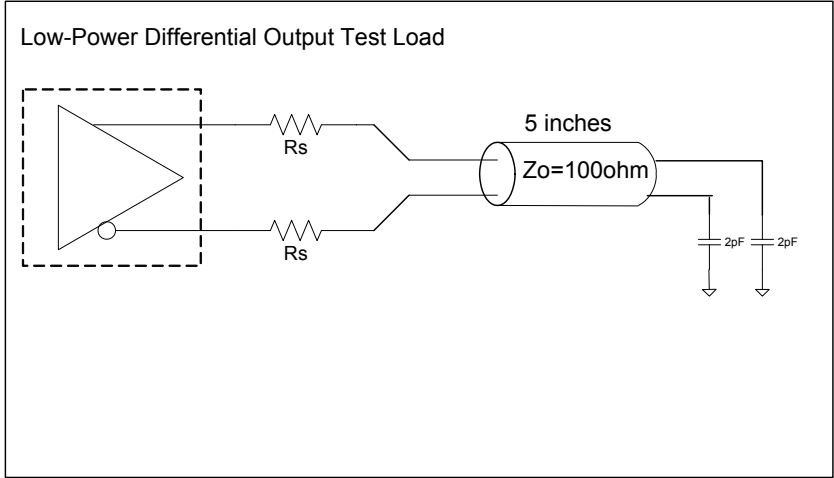 Low-Power Differential Output Test Load
Rs
5 inches
Zo=100ohm
Rs
2pF
2pF